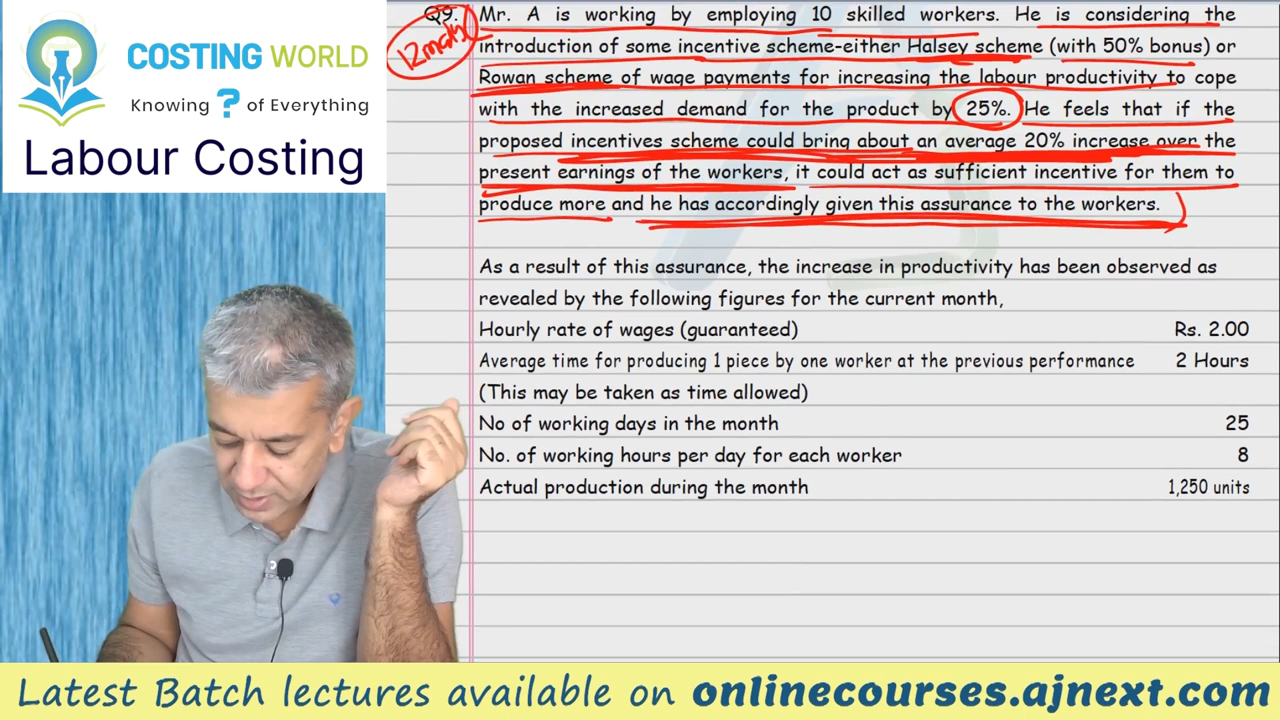 COSTING WORLD
Knowing ? of Everything
Labour Costing
Q9.
12 marks
Mr. A is working by employing 10 skilled workers. He is considering the
introduction of some incentive scheme-either Halsey scheme (with 50% bonus) or
Rowan scheme of wage payments for increasing the labour productivity to cope
with the increased demand for the product by 25%. He feels that if the
proposed incentives scheme could bring about an average 20% increase over the
present earnings of the workers, it could act as sufficient incentive for them to
produce more and he has accordingly given this assurance to the workers.
As a result of this assurance, the increase in productivity has been observed as
revealed by the following figures for the current month,
Hourly rate of wages (guaranteed) Rs. 2.00
Average time for producing 1 piece by one worker at the previous performance 2 Hours
(This may be taken as time allowed)
No of working days in the month 25
No. of working hours per day for each worker 8
Actual production during the month 1,250 units
Latest Batch lectures available on onlinecourses.ajnext.com